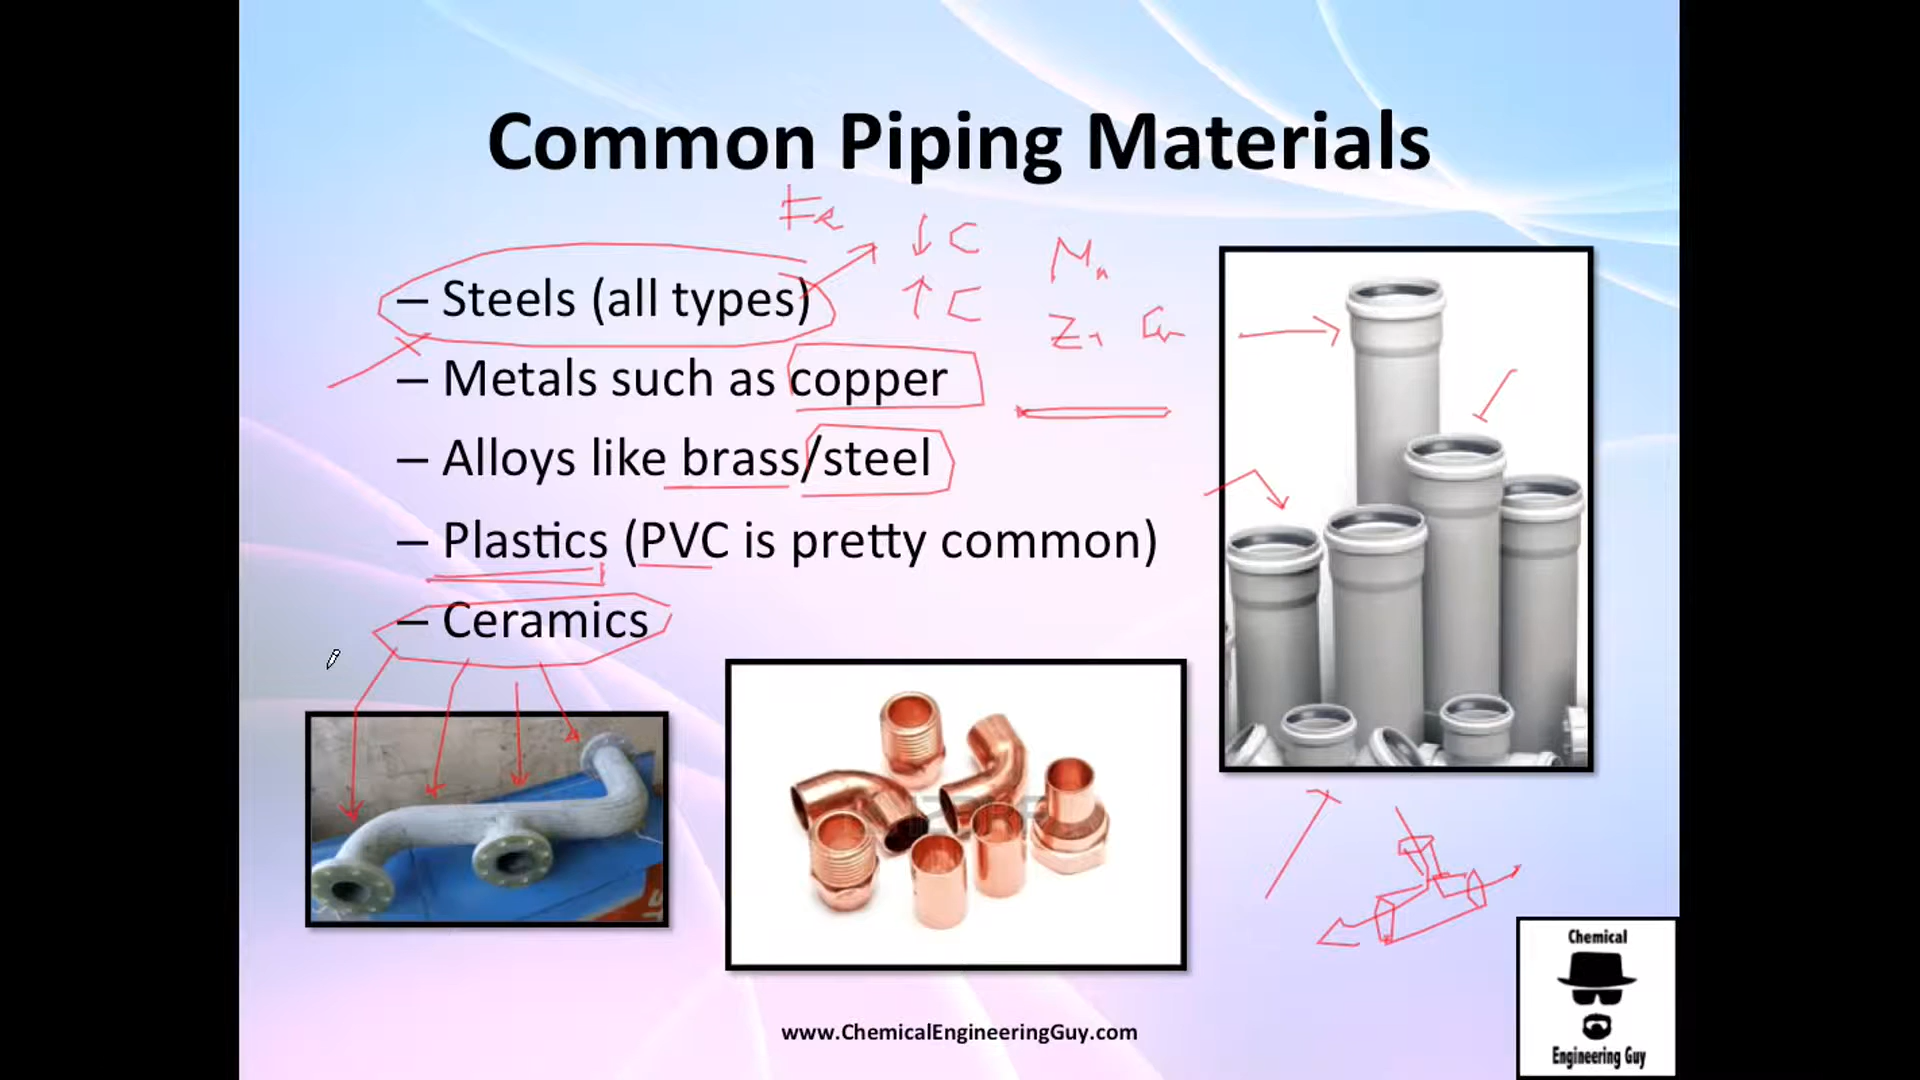 Common Piping Materials
Fe
↓ C
Mn
– Steels (all types)
↑ C
Zn Cr
– Metals such as copper
– Alloys like brass/steel
– Plastics (PVC is pretty common)
– Ceramics
www.ChemicalEngineeringGuy.com
Chemical
Engineering Guy